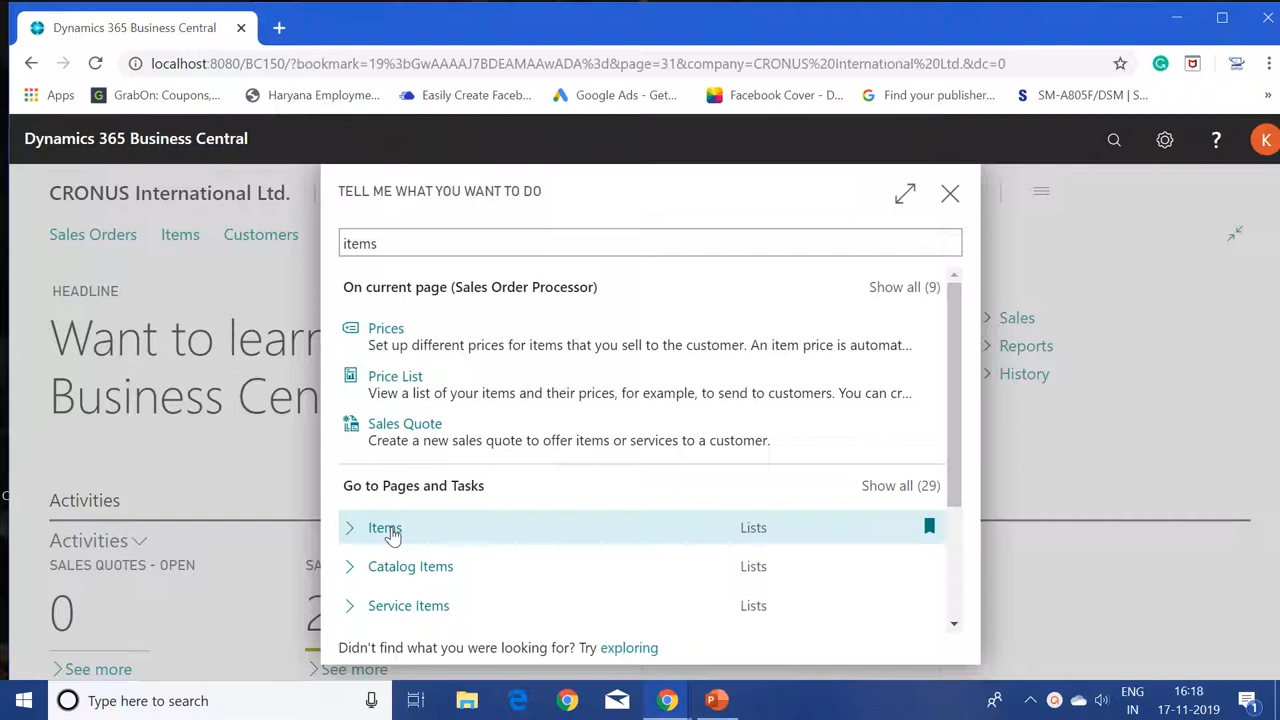 Dynamics 365 Business Central
localhost:8080/BC150/?bookmark=19%3bGwAAAAJ7BDEAMAAwADA%3d&page=31&company=CRONUS%20International%20Ltd.&dc=0
Apps
GrabOn: Coupons,...
Haryana Employme...
Easily Create Faceb...
Google Ads - Get...
Facebook Cover - D...
Find your publisher...
SM-A805F/DSM | S...
»
Dynamics 365 Business Central
?
K
CRONUS International Ltd.
Sales Orders Items Customers
HEADLINE
Want to learn
Business Cen
Activities
Activities
SALES QUOTES - OPEN
SA
0
2
See more
See more
TELL ME WHAT YOU WANT TO DO
items
On current page (Sales Order Processor) Show all (9)
Prices
Set up different prices for items that you sell to the customer. An item price is automat...
Price List
View a list of your items and their prices, for example, to send to customers. You can cr...
Sales Quote
Create a new sales quote to offer items or services to a customer.
Go to Pages and Tasks Show all (29)
Items Lists
Catalog Items Lists
Service Items Lists
Didn't find what you were looking for? Try exploring
Sales
Reports
History
Type here to search
ENG
IN
16:18
17-11-2019
1